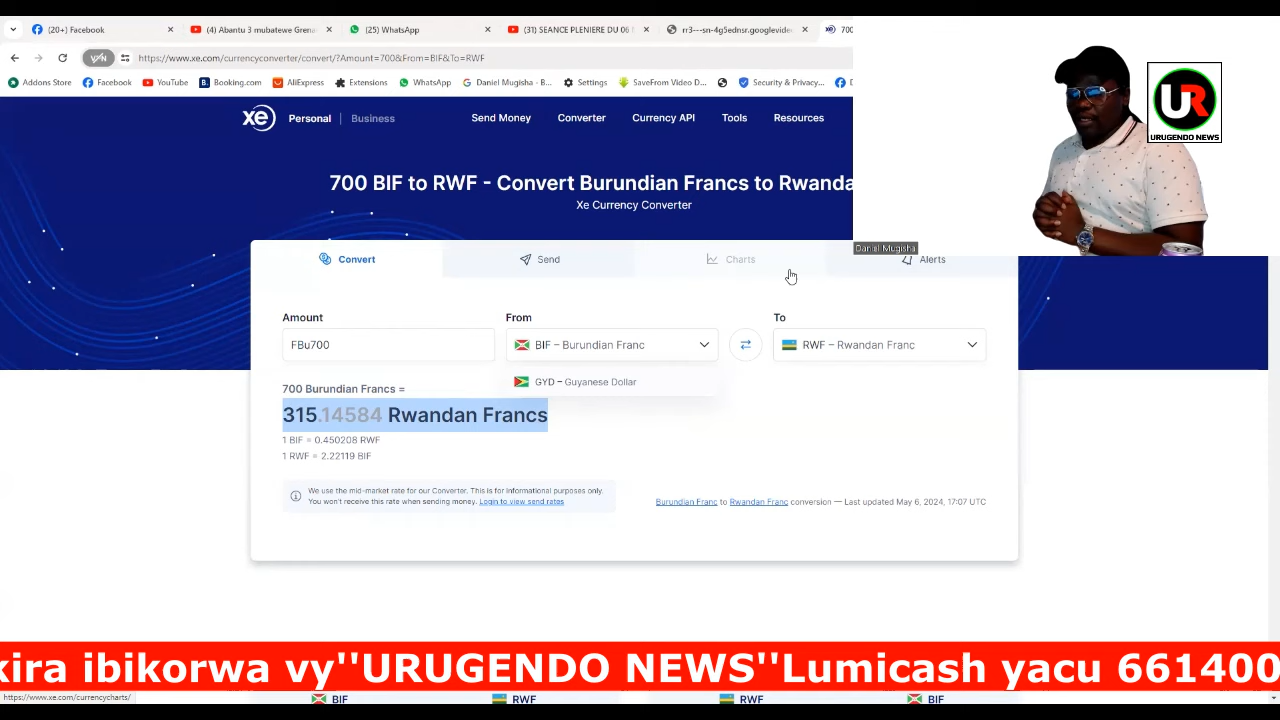 (20+) Facebook
(4) Abantu 3 mubatewe Grena
(25) WhatsApp
(31) SEANCE PLENIERE DU 06
rr3---sn-4g5ednsr.googlevideo
70
VPN
https://www.xe.com/currencyconverter/convert/?Amount=700&From=BIF&To=RWF
Addons Store
Facebook
YouTube
Booking.com
AliExpress
Extensions
WhatsApp
Daniel Mugisha - B...
Settings
SaveFrom Video D...
Security & Privacy...
UR
URUGENDO NEWS
xe
Personal | Business
Send Money
Converter
Currency API
Tools
Resources
700 BIF to RWF - Convert Burundian Francs to Rwanda
Xe Currency Converter
Daniel Mugisha
Convert
Send
Charts
Alerts
Amount
From
To
FBu700
BIF – Burundian Franc
RWF – Rwandan Franc
GYD – Guyanese Dollar
700 Burundian Francs =
315.14584 Rwandan Francs
1 BIF = 0.450208 RWF
1 RWF = 2.22119 BIF
We use the mid-market rate for our Converter. This is for informational purposes only.
You won't receive this rate when sending money. Login to view send rates
Burundian Franc to Rwandan Franc conversion — Last updated May 6, 2024, 17:07 UTC
kira ibikorwa vy''URUGENDO NEWS''Lumicash yacu 661400
https://www.xe.com/currencycharts/
BIF
RWF
RWF
BIF